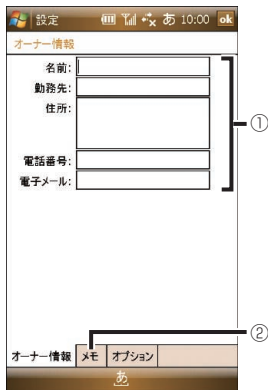 設定 あ 10:00 ok
オーナー情報
名前:
勤務先:
住所:
①
電話番号:
電子メール:
②
オーナー情報 メモ オプション
あ